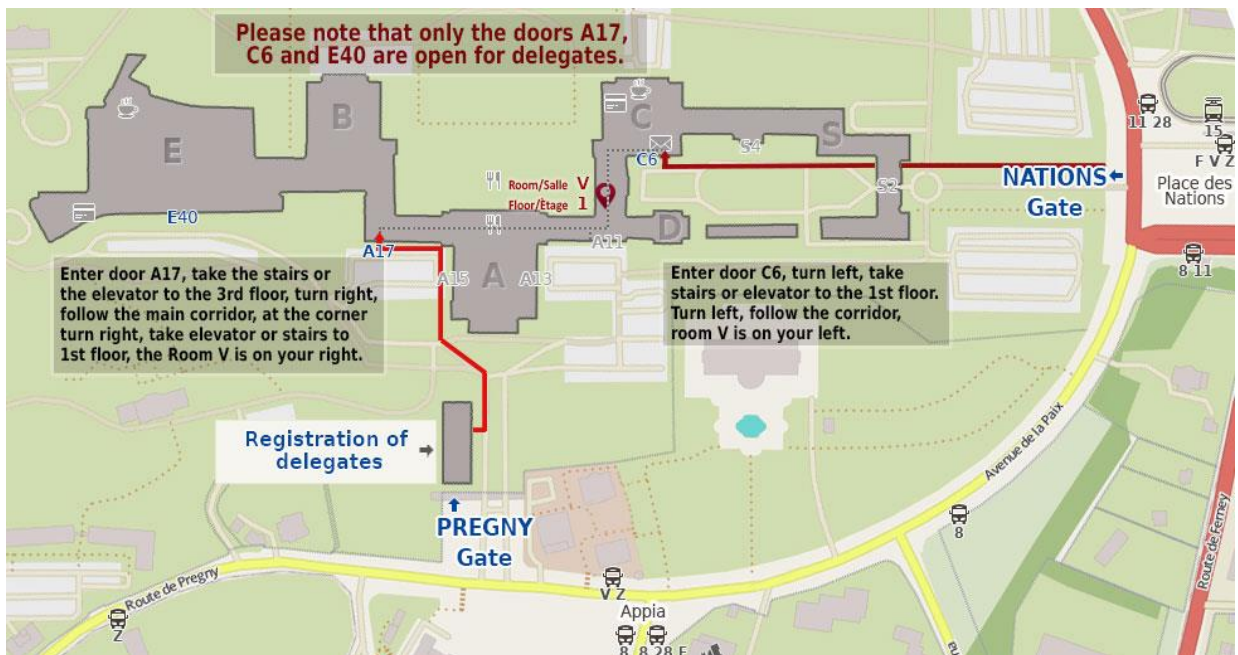 Please note that only the doors A17,
C6 and E40 are open for delegates.
E
B
C
S
C6
S4
S2
11 28
15
F V Z
Place des
Nations
NATIONS
Gate
8 11
Room/Salle V
Floor/Étage 1
E40
A17
A15
A
A13
A11
D
Enter door A17, take the stairs or
the elevator to the 3rd floor, turn right,
follow the main corridor, at the corner
turn right, take elevator or stairs to
1st floor, the Room V is on your right.
Enter door C6, turn left, take
stairs or elevator to the 1st floor.
Turn left, follow the corridor,
room V is on your left.
Registration of
delegates
PREGNY
Gate
Avenue de la Paix
Route de Ferney
8
Route de Pregny
Z
V Z
Appia
8
8 28 F